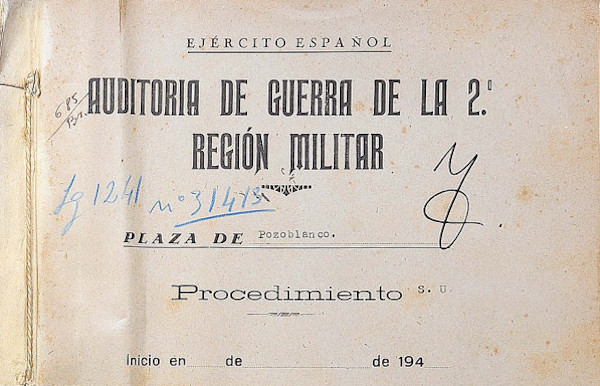 EJÉRCITO ESPAÑOL
AUDITORIA DE GUERRA DE LA 2.ª
REGIÓN MILITAR
685
Lg 1241 nº 31413
PLAZA DE Pozoblanco.
Procedimiento S. U.
Inicio en de de 194